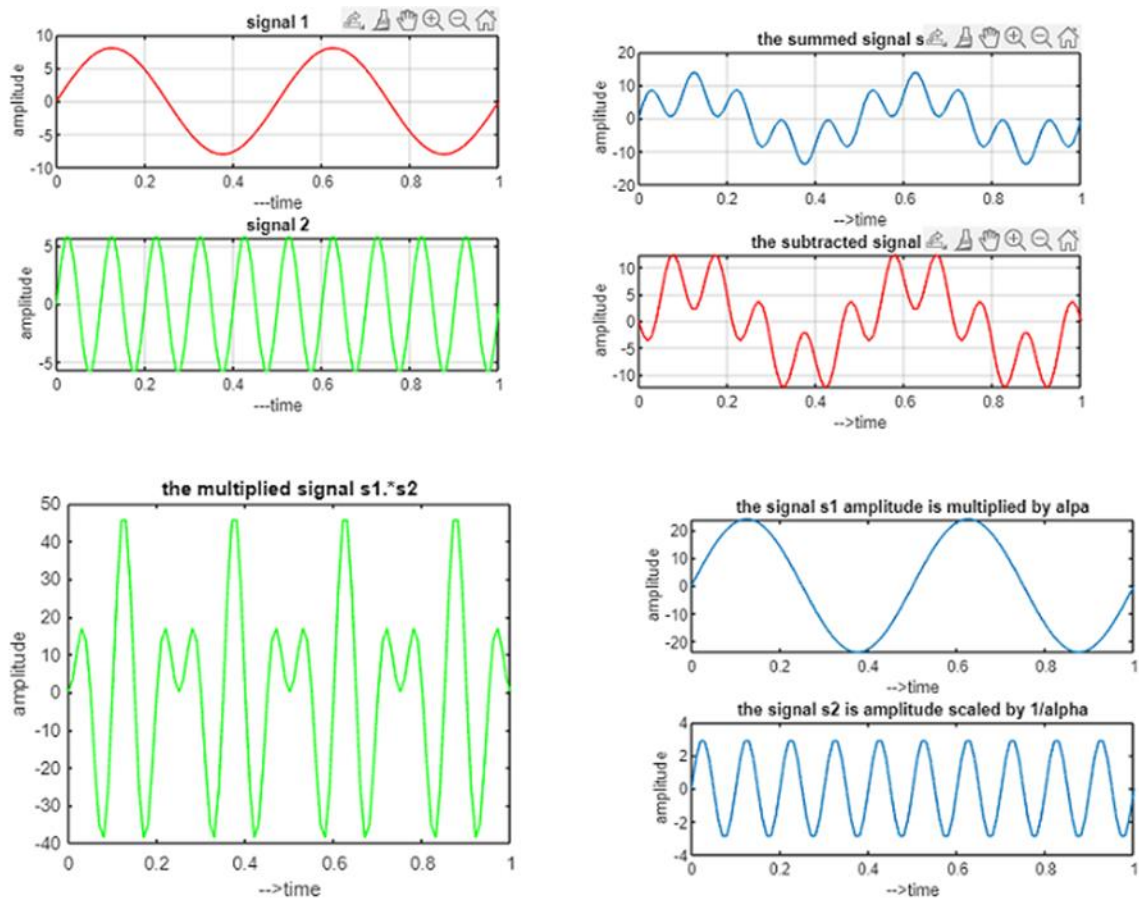 signal 1
10
5
0
-5
-10
amplitude
0 0.2 0.4 0.6 0.8 1
---time
signal 2
5
0
-5
amplitude
0 0.2 0.4 0.6 0.8 1
---time
the summed signal s
20
10
0
-10
-20
amplitude
0 0.2 0.4 0.6 0.8 1
-->time
the subtracted signal
10
5
0
-5
-10
amplitude
0 0.2 0.4 0.6 0.8 1
-->time
the multiplied signal s1.*s2
50
40
30
20
10
0
-10
-20
-30
-40
amplitude
0 0.2 0.4 0.6 0.8 1
-->time
the signal s1 amplitude is multiplied by alpa
20
10
0
-10
-20
amplitude
0 0.2 0.4 0.6 0.8 1
-->time
the signal s2 is amplitude scaled by 1/alpha
4
2
0
-2
-4
amplitude
0 0.2 0.4 0.6 0.8 1
-->time